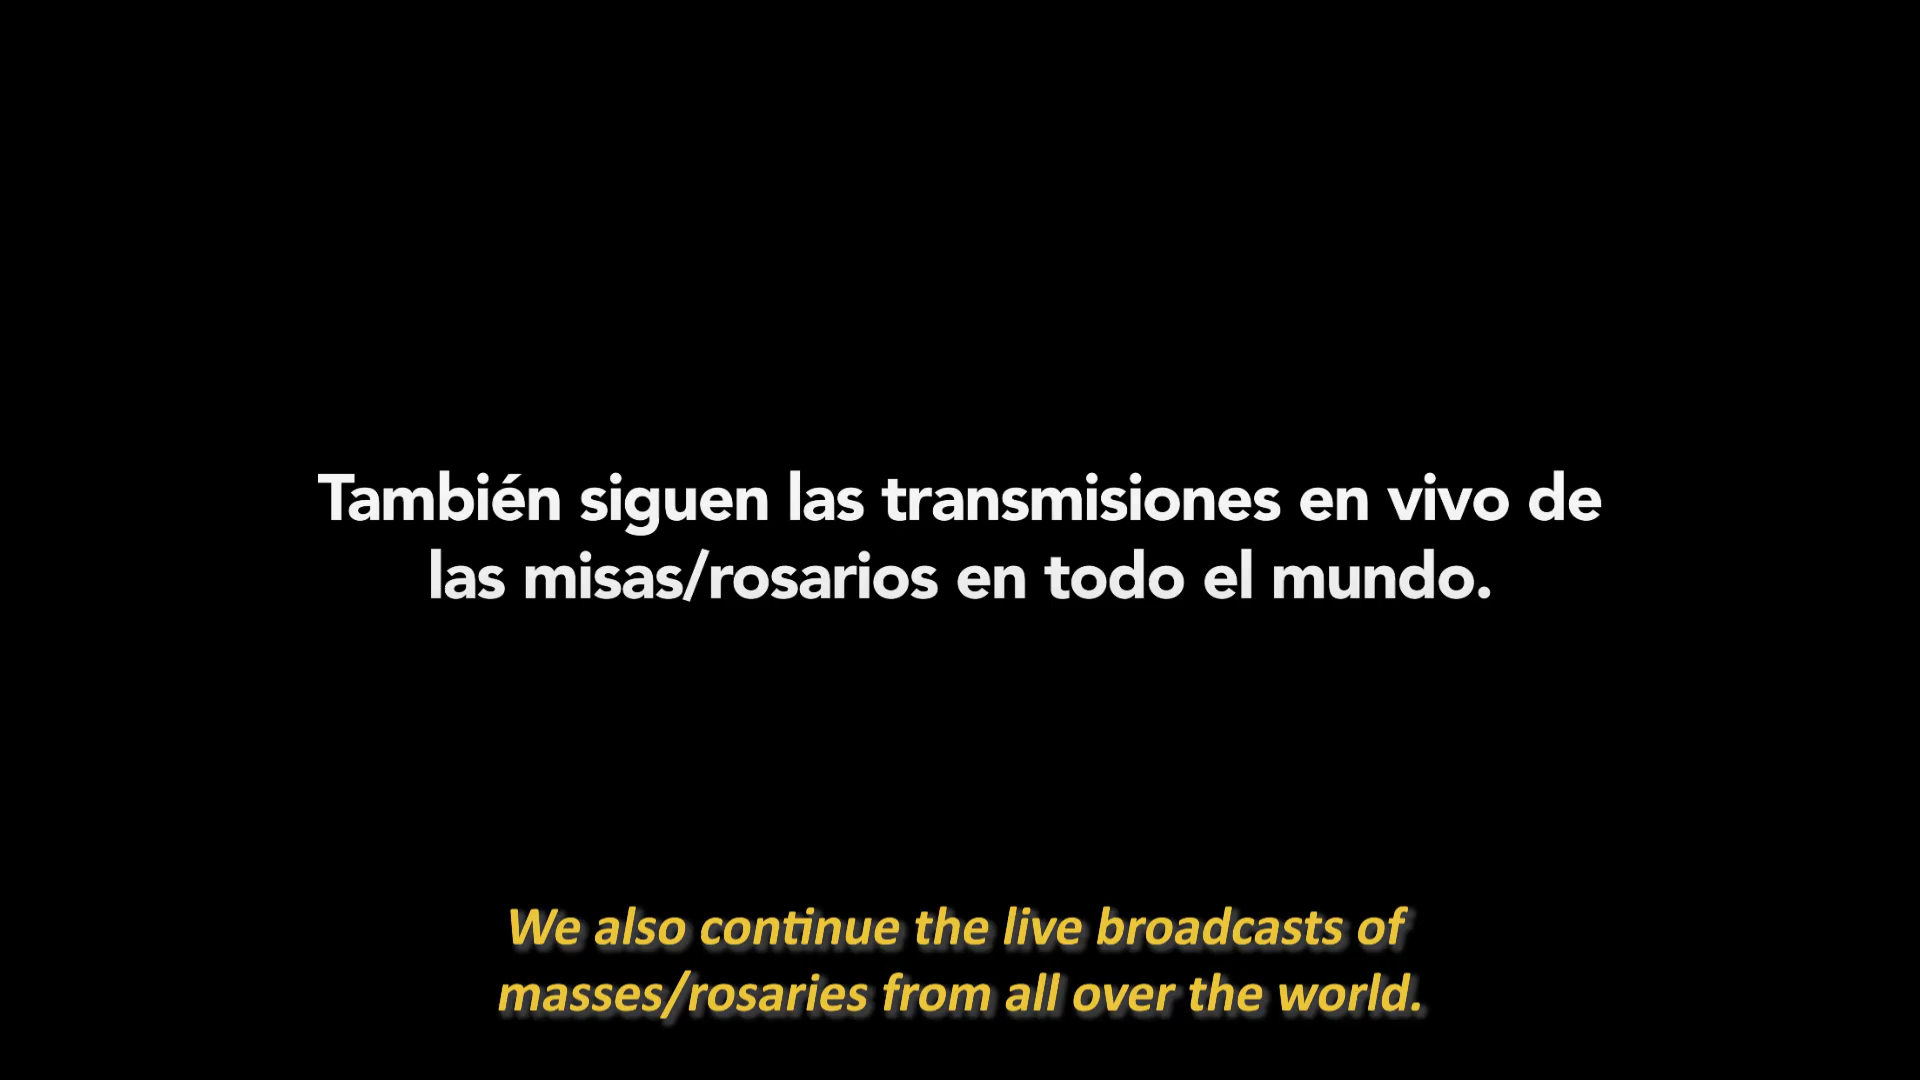 También siguen las transmisiones en vivo de
las misas/rosarios en todo el mundo.
We also continue the live broadcasts of
masses/rosaries from all over the world.